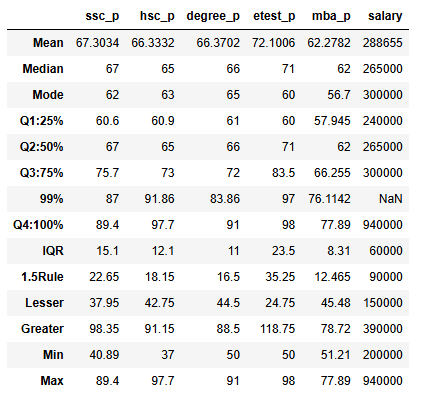 ssc_p hsc_p degree_p etest_p mba_p salary
Mean 67.3034 66.3332 66.3702 72.1006 62.2782 288655
Median 67 65 66 71 62 265000
Mode 62 63 65 60 56.7 300000
Q1:25% 60.6 60.9 61 60 57.945 240000
Q2:50% 67 65 66 71 62 265000
Q3:75% 75.7 73 72 83.5 66.255 300000
99% 87 91.86 83.86 97 76.1142 NaN
Q4:100% 89.4 97.7 91 98 77.89 940000
IQR 15.1 12.1 11 23.5 8.31 60000
1.5Rule 22.65 18.15 16.5 35.25 12.465 90000
Lesser 37.95 42.75 44.5 24.75 45.48 150000
Greater 98.35 91.15 88.5 118.75 78.72 390000
Min 40.89 37 50 50 51.21 200000
Max 89.4 97.7 91 98 77.89 940000